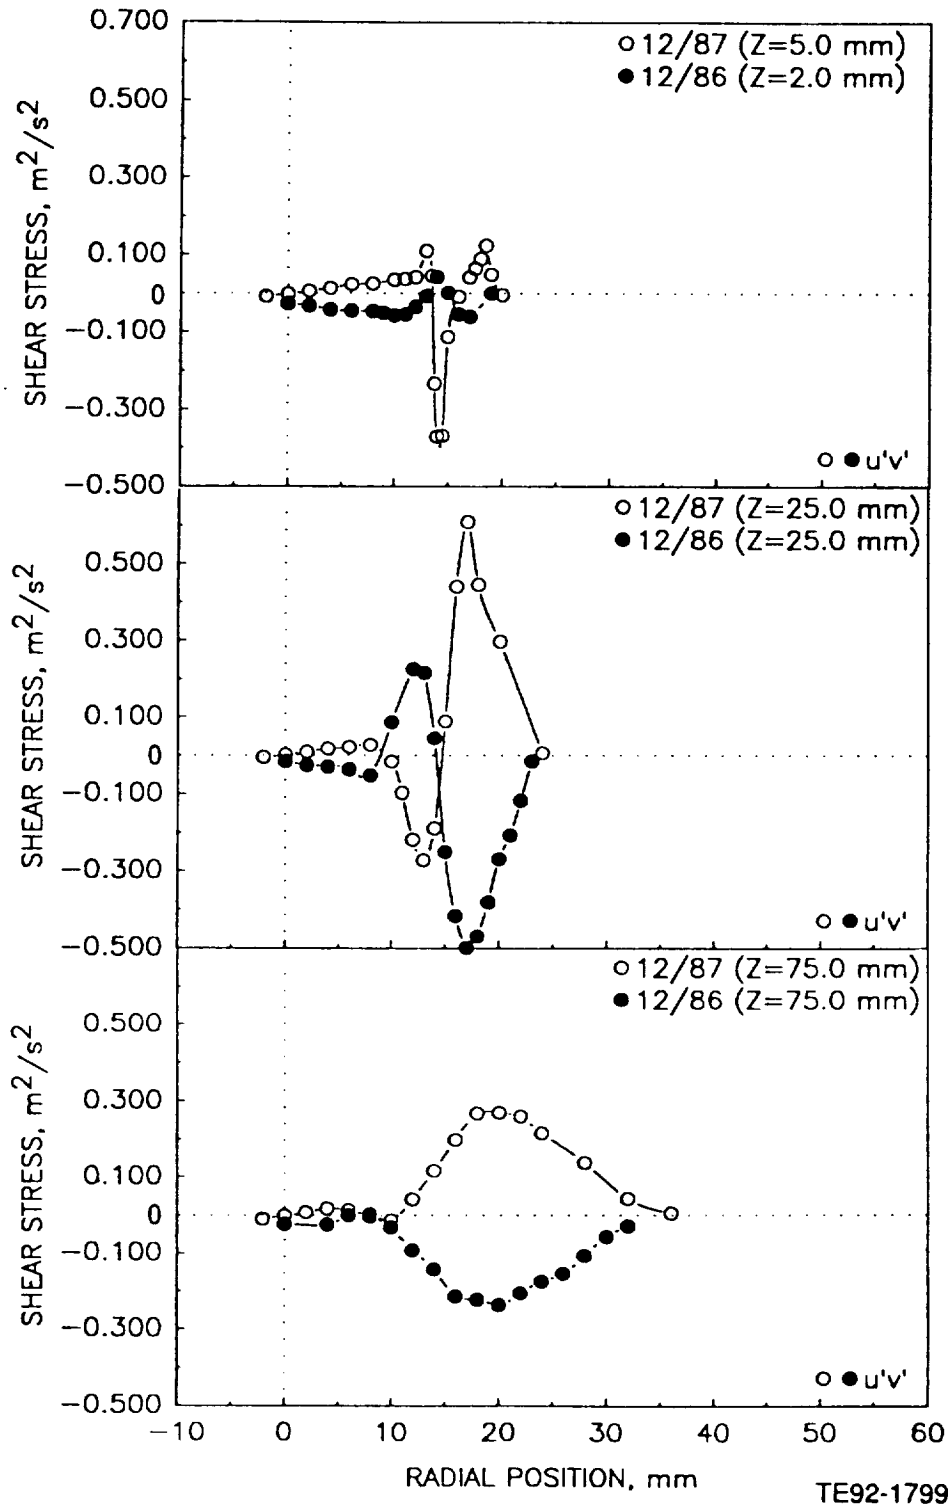 0.700
0.500
0.300
0.100
0
−0.100
−0.300
−0.500
SHEAR STRESS, m2/s2
12/87 (Z=5.0 mm)
12/86 (Z=2.0 mm)
u'v'
0.500
0.300
0.100
0
−0.100
−0.300
−0.500
SHEAR STRESS, m2/s2
12/87 (Z=25.0 mm)
12/86 (Z=25.0 mm)
u'v'
0.500
0.300
0.100
0
−0.100
−0.300
−0.500
SHEAR STRESS, m2/s2
12/87 (Z=75.0 mm)
12/86 (Z=75.0 mm)
u'v'
−10 0 10 20 30 40 50 60
RADIAL POSITION, mm
TE92-1799